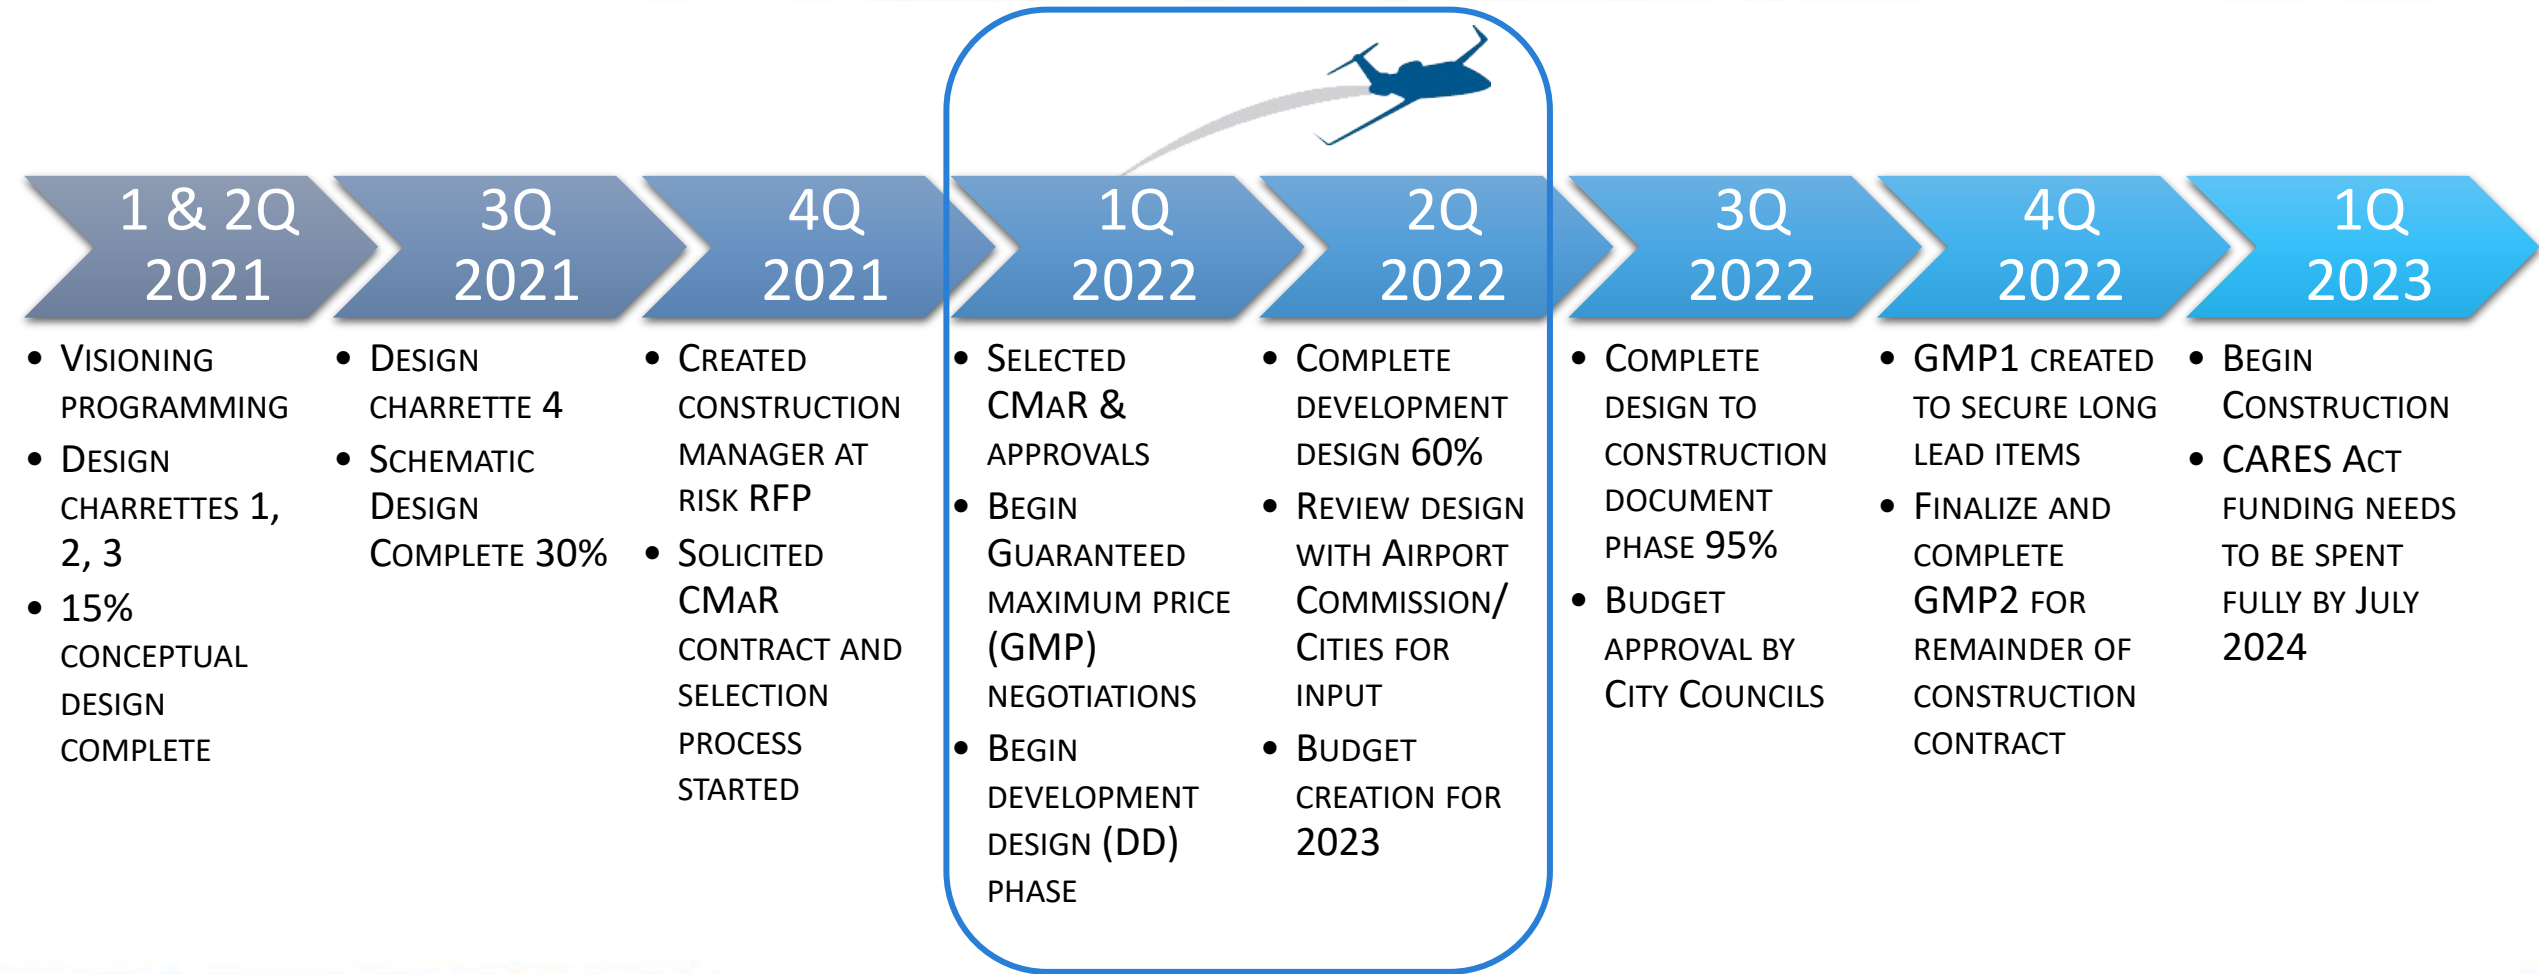 1 & 2Q
2021
• Visioning
programming
• Design
charrettes 1,
2, 3
• 15%
conceptual
design
complete
3Q
2021
• Design
charrette 4
• Schematic
Design
Complete 30%
4Q
2021
• Created
construction
manager at
risk RFP
• Solicited
CMaR
contract and
selection
process
started
1Q
2022
• Selected
CMaR &
approvals
• Begin
Guaranteed
maximum price
(GMP)
negotiations
• Begin
development
design (DD)
phase
2Q
2022
• Complete
development
design 60%
• Review design
with Airport
Commission/
Cities for
input
• Budget
creation for
2023
3Q
2022
• Complete
design to
construction
document
phase 95%
• Budget
approval by
City Councils
4Q
2022
• GMP1 created
to secure long
lead items
• Finalize and
complete
GMP2 for
remainder of
construction
contract
1Q
2023
• Begin
Construction
• CARES Act
funding needs
to be spent
fully by July
2024